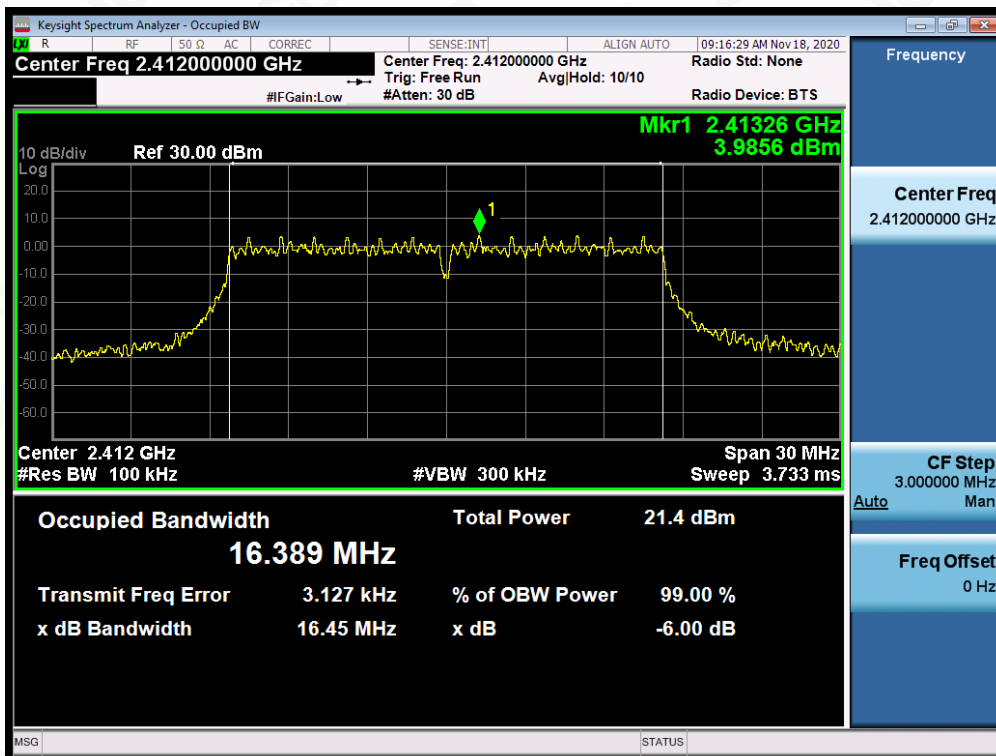 Keysight Spectrum Analyzer - Occupied BW
LXI R RF 50 Ω AC CORREC SENSE:INT ALIGN AUTO 09:16:29 AM Nov 18, 2020
Center Freq 2.412000000 GHz
Center Freq: 2.412000000 GHz Radio Std: None
Trig: Free Run Avg|Hold: 10/10
#IFGain:Low #Atten: 30 dB Radio Device: BTS
Mkr1 2.41326 GHz
3.9856 dBm
10 dB/div Ref 30.00 dBm
Log
20.0
10.0
0.00
-10.0
-20.0
-30.0
-40.0
-50.0
-60.0
1
Center 2.412 GHz Span 30 MHz
#Res BW 100 kHz #VBW 300 kHz Sweep 3.733 ms
Occupied Bandwidth Total Power 21.4 dBm
16.389 MHz
Transmit Freq Error 3.127 kHz % of OBW Power 99.00 %
x dB Bandwidth 16.45 MHz x dB -6.00 dB
Frequency
Center Freq
2.412000000 GHz
CF Step
3.000000 MHz
Auto Man
Freq Offset
0 Hz
MSG STATUS